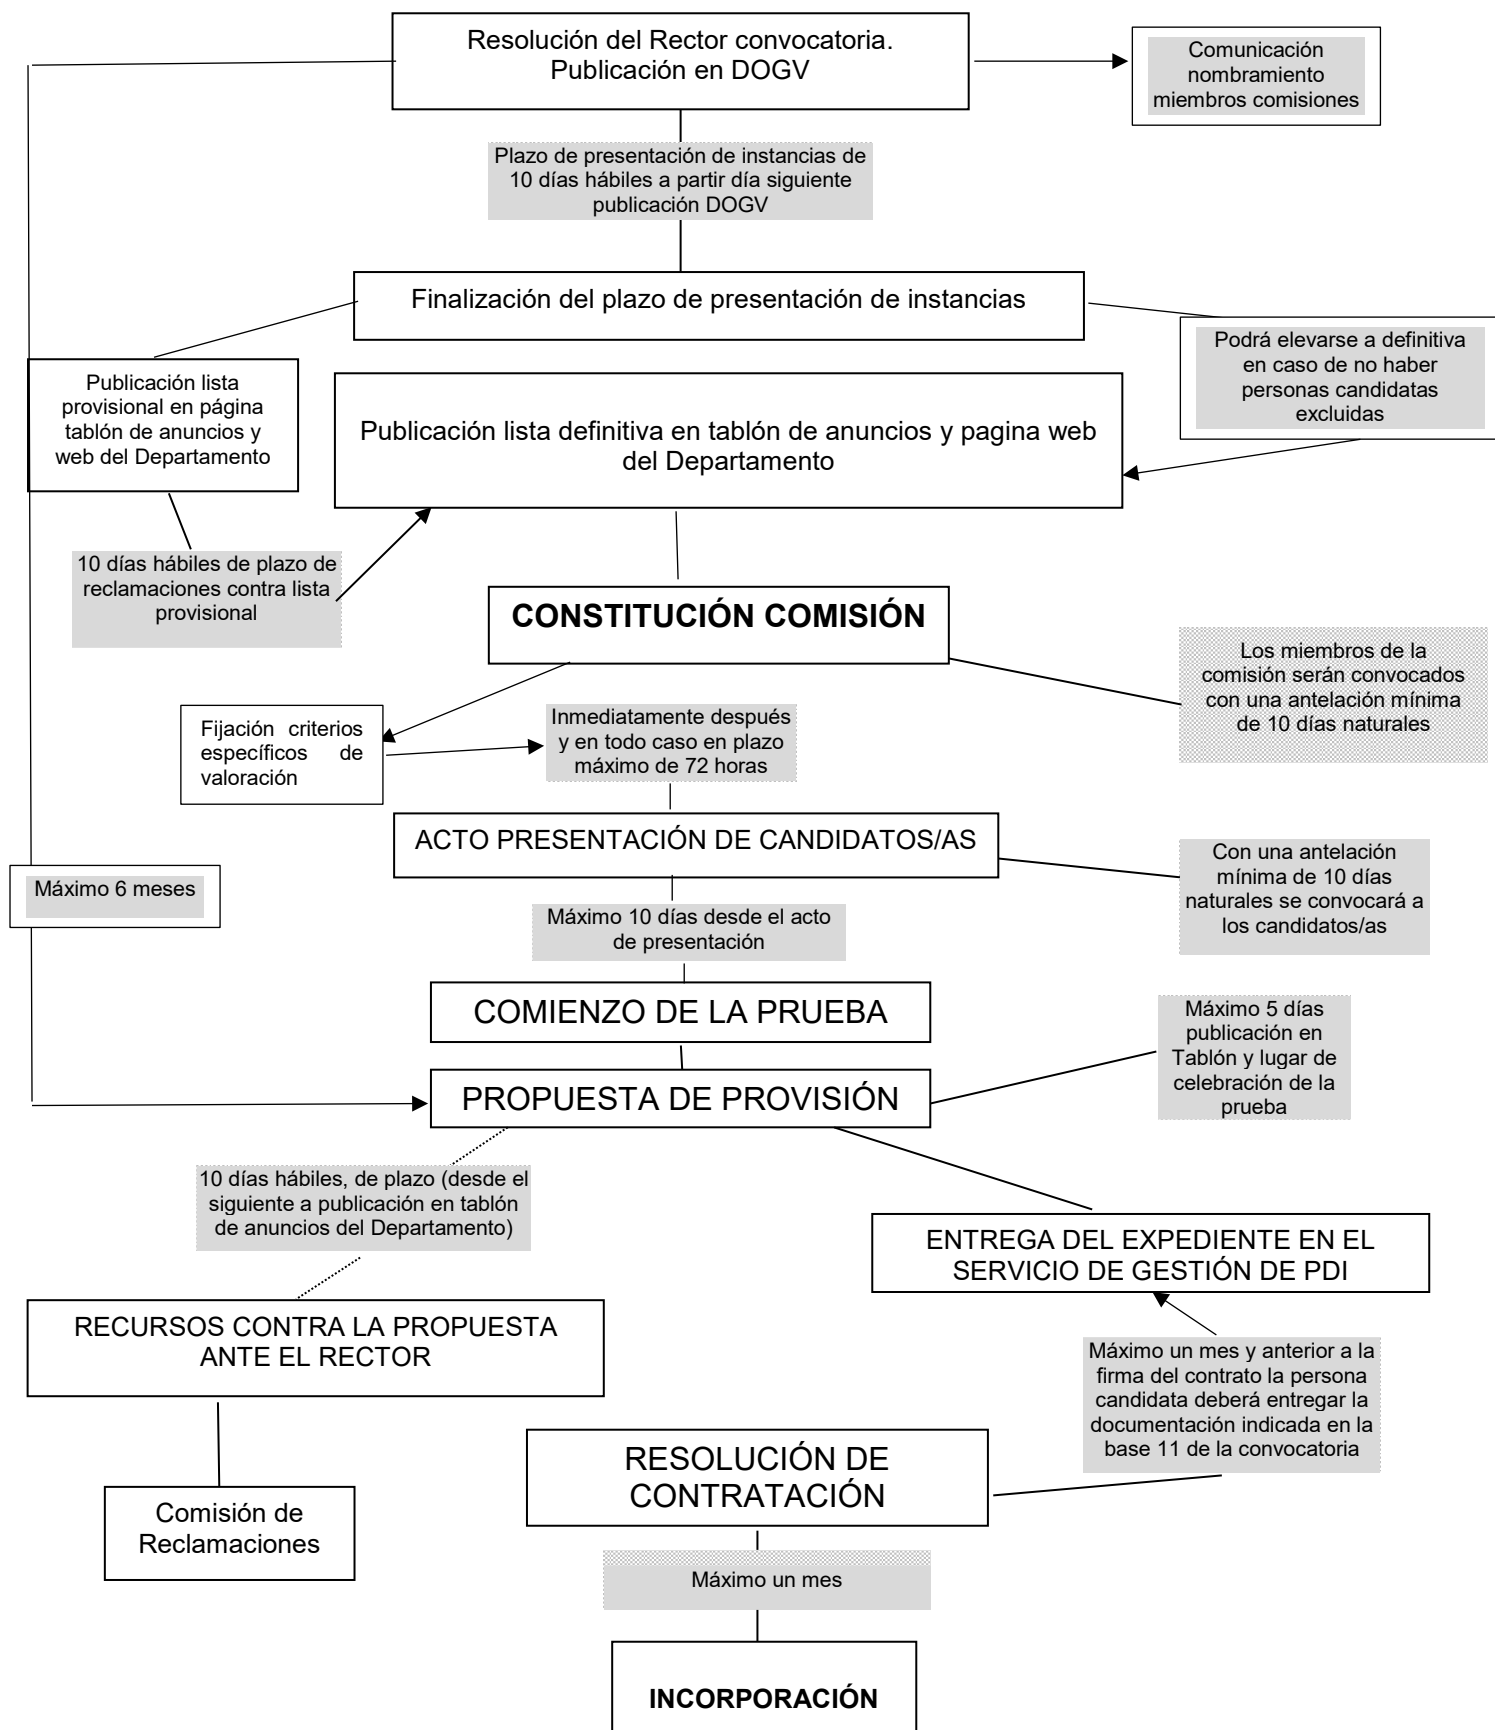 Resolución del Rector convocatoria.
Publicación en DOGV
Comunicación
nombramiento
miembros comisiones
Plazo de presentación de instancias de
10 días hábiles a partir día siguiente
publicación DOGV
Finalización del plazo de presentación de instancias
Podrá elevarse a definitiva
en caso de no haber
personas candidatas
excluidas
Publicación lista
provisional en página
tablón de anuncios y
web del Departamento
Publicación lista definitiva en tablón de anuncios y pagina web
del Departamento
10 días hábiles de plazo de
reclamaciones contra lista
provisional
CONSTITUCIÓN COMISIÓN
Los miembros de la
comisión serán convocados
con una antelación mínima
de 10 días naturales
Fijación criterios
específicos de
valoración
Inmediatamente después
y en todo caso en plazo
máximo de 72 horas
ACTO PRESENTACIÓN DE CANDIDATOS/AS
Con una antelación
mínima de 10 días
naturales se convocará a
los candidatos/as
Máximo 6 meses
Máximo 10 días desde el acto
de presentación
COMIENZO DE LA PRUEBA
Máximo 5 días
publicación en
Tablón y lugar de
celebración de la
prueba
PROPUESTA DE PROVISIÓN
10 días hábiles, de plazo (desde el
siguiente a publicación en tablón
de anuncios del Departamento)
ENTREGA DEL EXPEDIENTE EN EL
SERVICIO DE GESTIÓN DE PDI
RECURSOS CONTRA LA PROPUESTA
ANTE EL RECTOR
Máximo un mes y anterior a la
firma del contrato la persona
candidata deberá entregar la
documentación indicada en la
base 11 de la convocatoria
RESOLUCIÓN DE
CONTRATACIÓN
Comisión de
Reclamaciones
Máximo un mes
INCORPORACIÓN